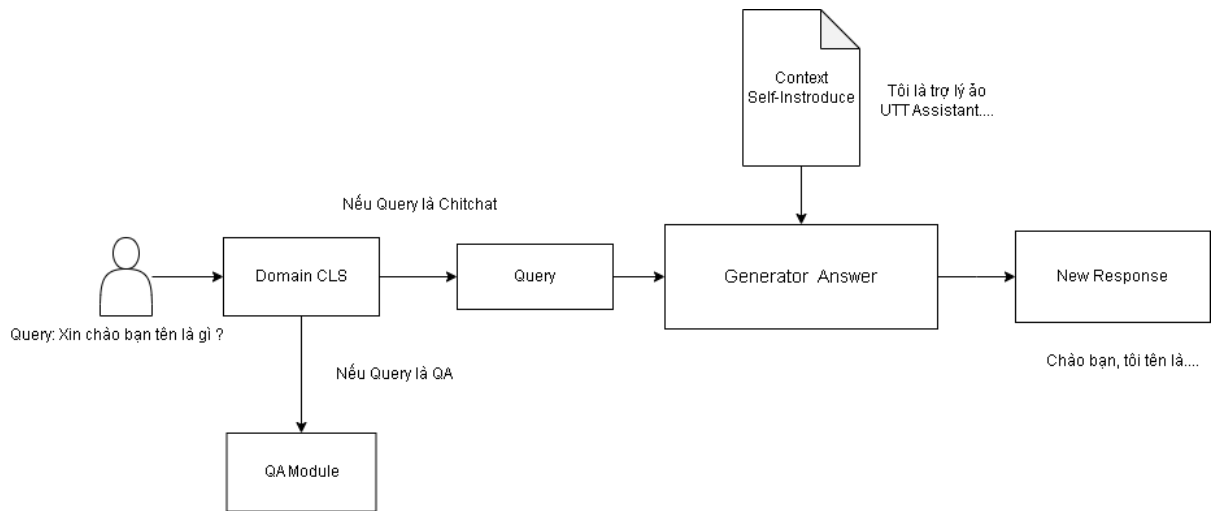 Context
Self-Instroduce
Tôi là trợ lý ảo
UTT Assistant....
Nếu Query là Chitchat
Domain CLS
Query
Generator Answer
New Response
Query: Xin chào bạn tên là gì ?
Nếu Query là QA
Chào bạn, tôi tên là....
QA Module